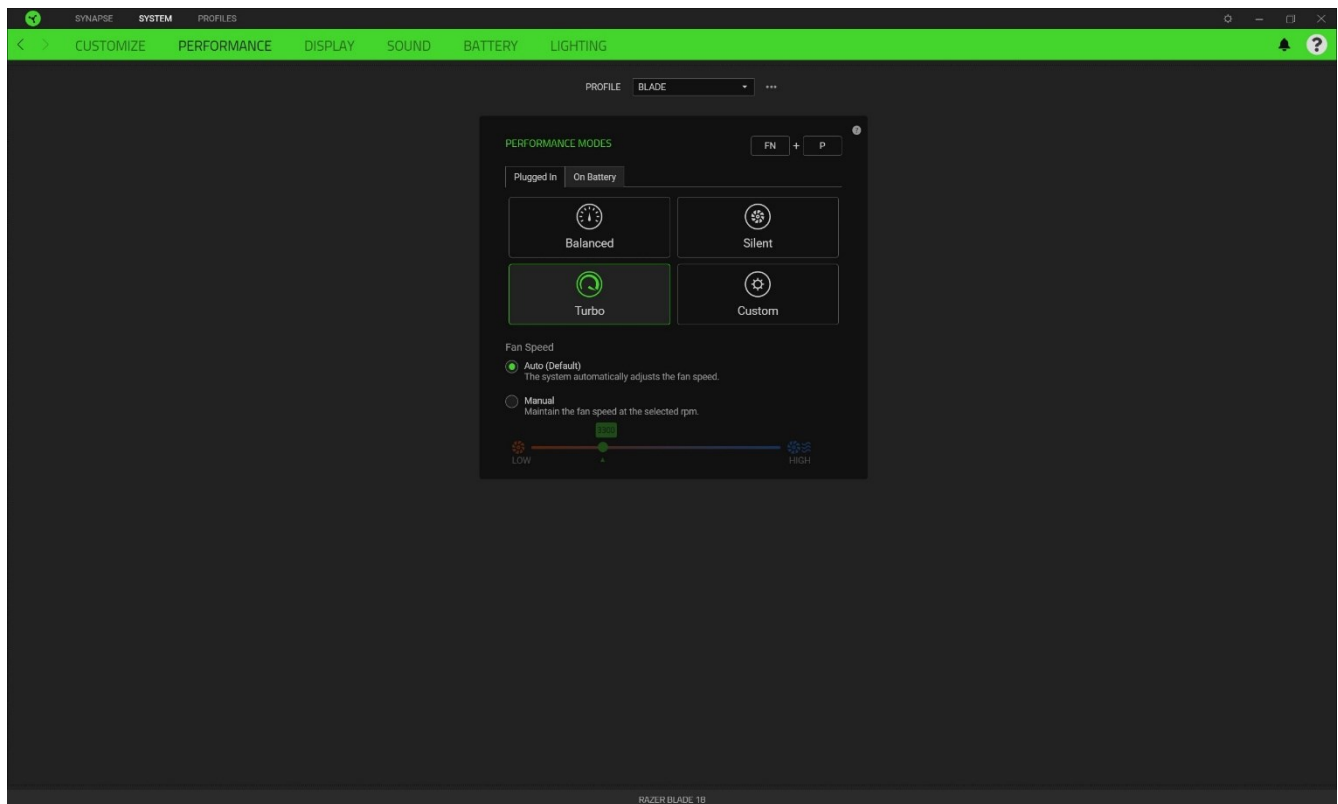 SYNAPSE SYSTEM PROFILES
CUSTOMIZE PERFORMANCE DISPLAY SOUND BATTERY LIGHTING ?
PROFILE BLADE
PERFORMANCE MODES FN + P ?
Plugged In On Battery
Balanced Silent
Turbo Custom
Fan Speed
Auto (Default)
The system automatically adjusts the fan speed.
Manual
Maintain the fan speed at the selected rpm.
3300
LOW HIGH
RAZER BLADE 18